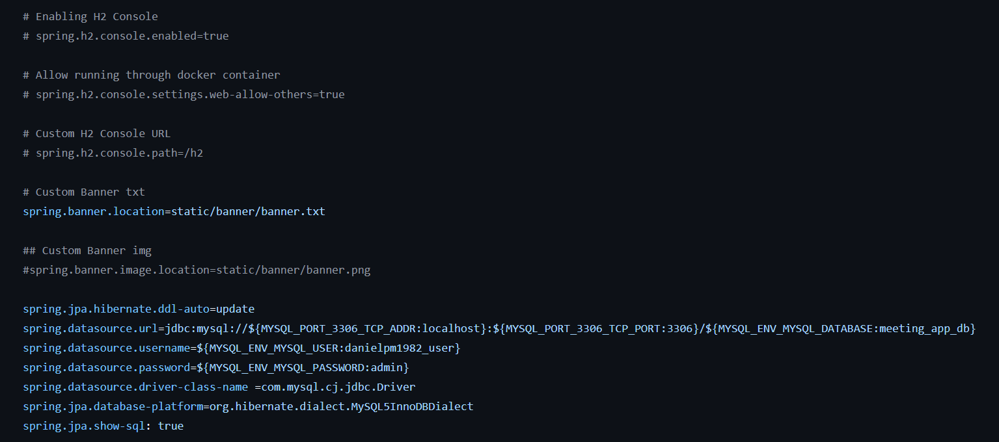 # Enabling H2 Console
# spring.h2.console.enabled=true
# Allow running through docker container
# spring.h2.console.settings.web-allow-others=true
# Custom H2 Console URL
# spring.h2.console.path=/h2
# Custom Banner txt
spring.banner.location=static/banner/banner.txt
## Custom Banner img
#spring.banner.image.location=static/banner/banner.png
spring.jpa.hibernate.ddl-auto=update
spring.datasource.url=jdbc:mysql://${MYSQL_PORT_3306_TCP_ADDR:localhost}:${MYSQL_PORT_3306_TCP_PORT:3306}/${MYSQL_ENV_MYSQL_DATABASE:meeting_app_db}
spring.datasource.username=${MYSQL_ENV_MYSQL_USER:danielpm1982_user}
spring.datasource.password=${MYSQL_ENV_MYSQL_PASSWORD:admin}
spring.datasource.driver-class-name =com.mysql.cj.jdbc.Driver
spring.jpa.database-platform=org.hibernate.dialect.MySQL5InnoDBDialect
spring.jpa.show-sql: true